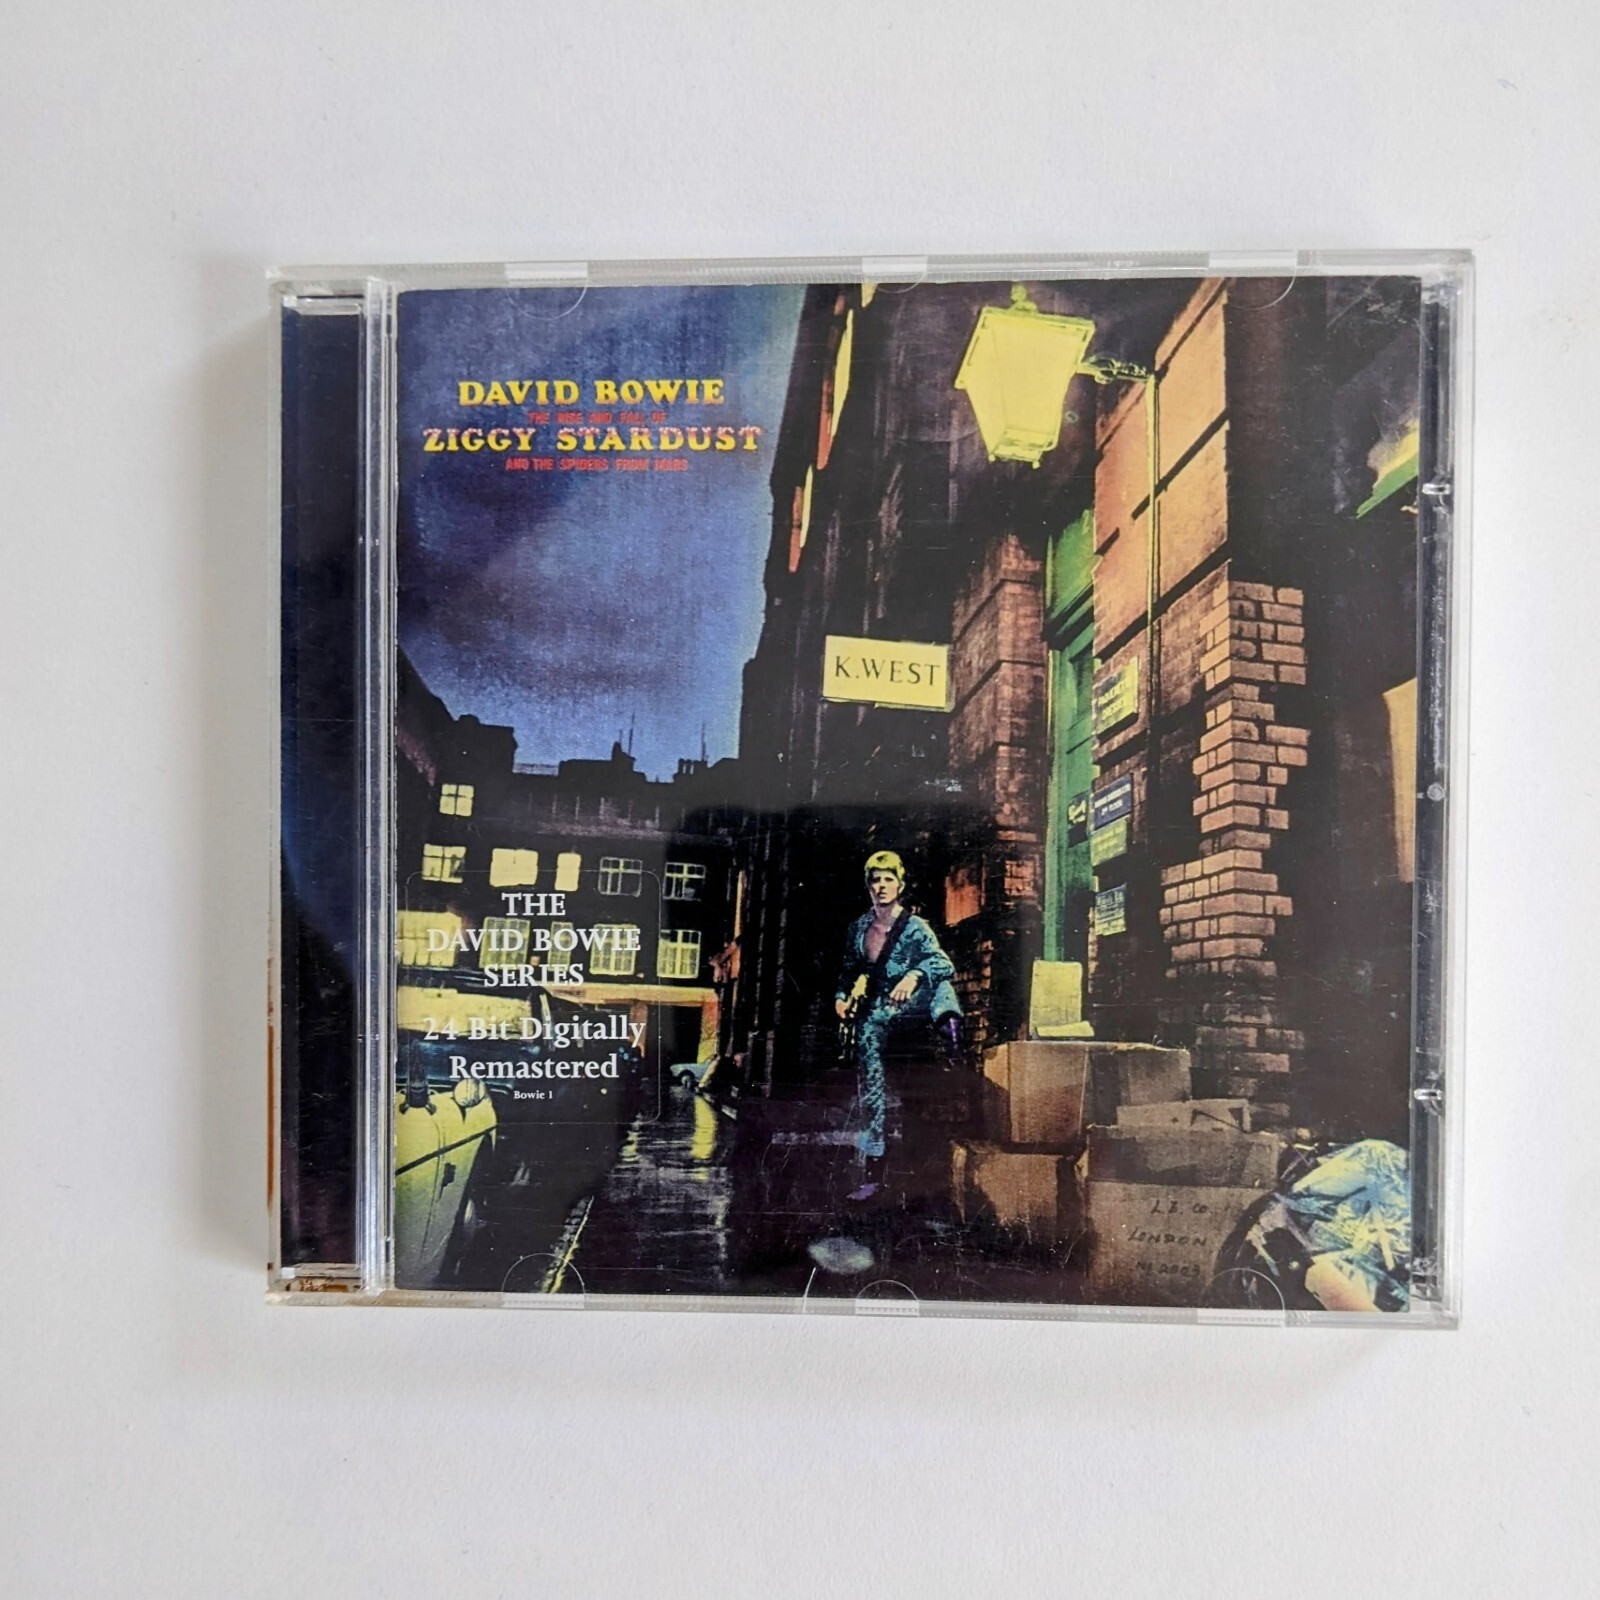 DAVID BOWIE
THE RISE AND FALL OF
ZIGGY STARDUST
AND THE SPIDERS FROM MARS
K.WEST
THE
DAVID BOWIE
SERIES
24 Bit Digitally
Remastered
Bowie 1
L.I. Co.
LONDON